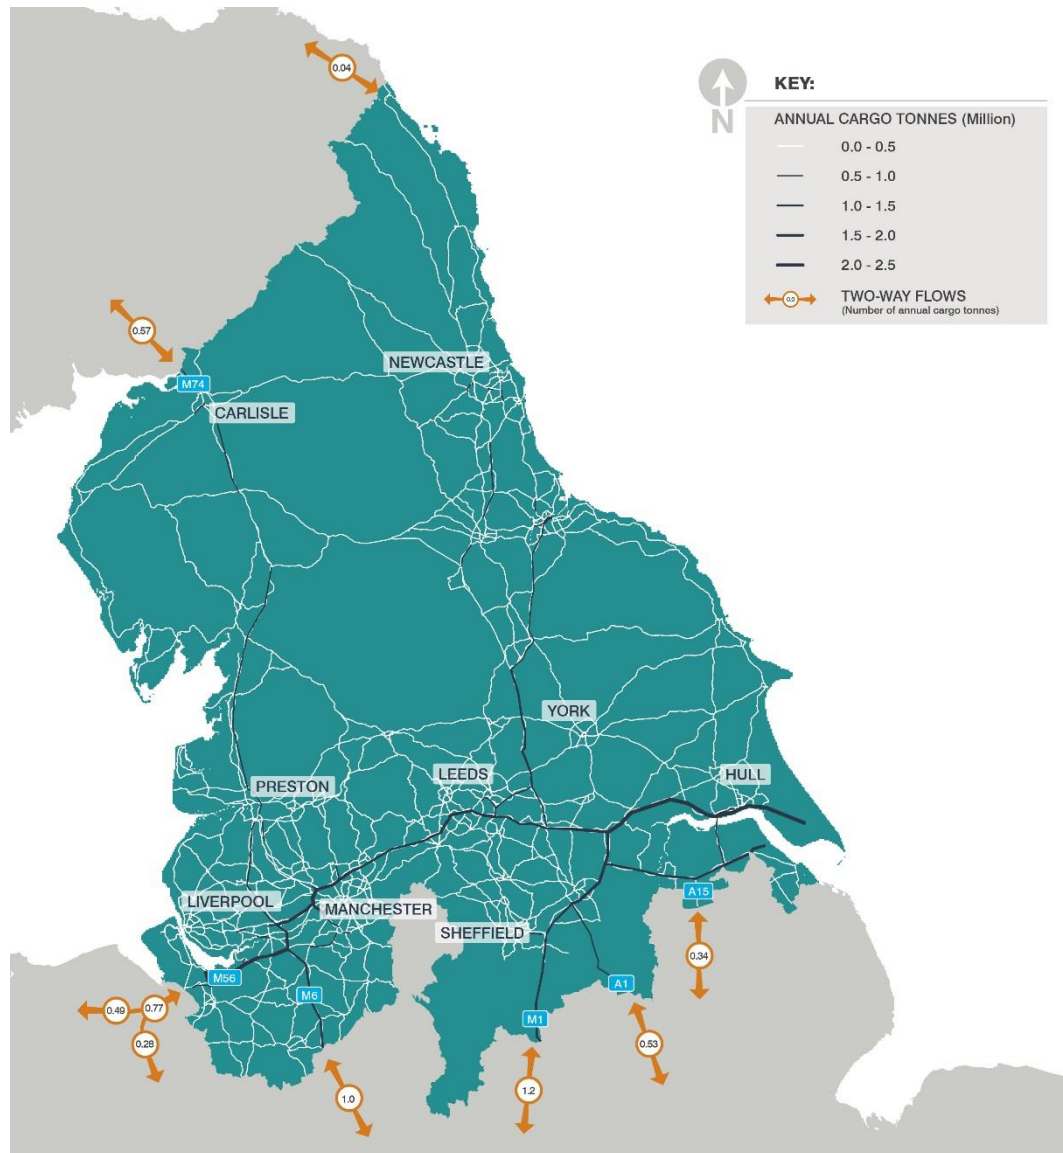 0.04
KEY:
N
ANNUAL CARGO TONNES (Million)
0.0 - 0.5
0.5 - 1.0
1.0 - 1.5
1.5 - 2.0
2.0 - 2.5
0.0
TWO-WAY FLOWS
(Number of annual cargo tonnes)
0.57
NEWCASTLE
M74
CARLISLE
YORK
LEEDS
HULL
PRESTON
LIVERPOOL
MANCHESTER
A15
SHEFFIELD
0.34
M56
A1
M6
M1
0.49
0.77
0.28
0.53
1.0
1.2